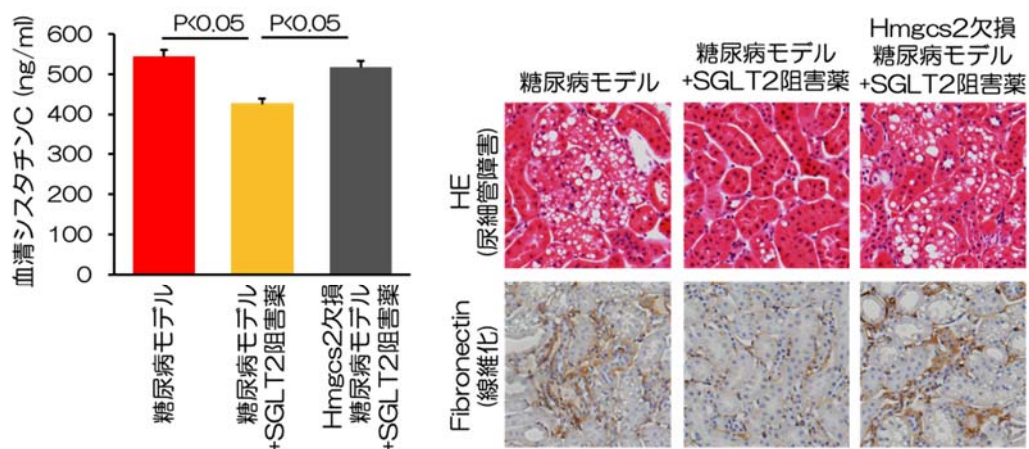 P<0.05
P<0.05
血清シスタチンC (ng/ml)
600
500
400
300
200
100
0
糖尿病モデル
糖尿病モデル
+SGLT2阻害薬
Hmgcs2欠損
糖尿病モデル
+SGLT2阻害薬
糖尿病モデル
糖尿病モデル
+SGLT2阻害薬
Hmgcs2欠損
糖尿病モデル
+SGLT2阻害薬
HE
(尿細管障害)
Fibronectin
(線維化)